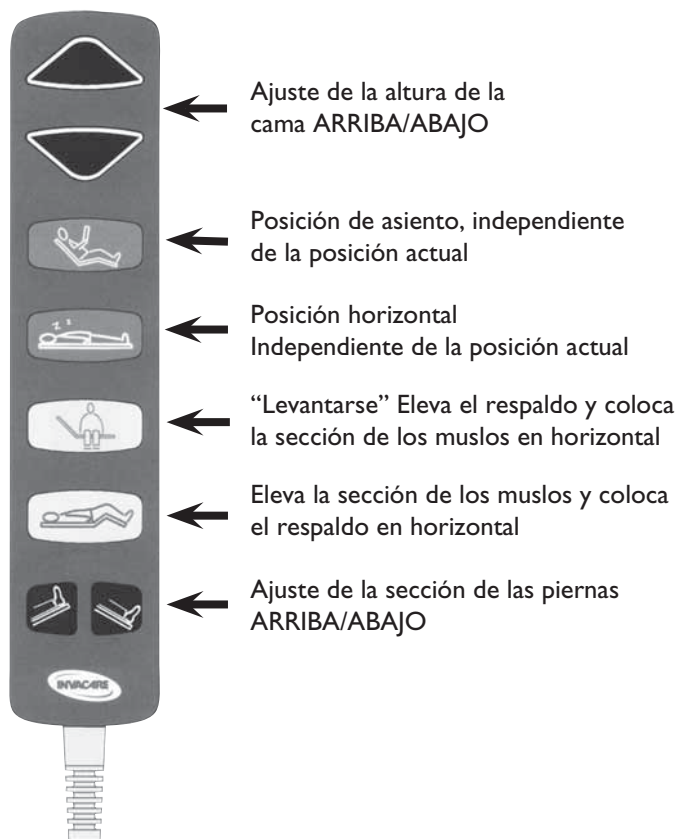 Ajuste de la altura de la
cama ARRIBA/ABAJO
Posición de asiento, independiente
de la posición actual
z z
Posición horizontal
Independiente de la posición actual
“Levantarse” Eleva el respaldo y coloca
la sección de los muslos en horizontal
Eleva la sección de los muslos y coloca
el respaldo en horizontal
Ajuste de la sección de las piernas
ARRIBA/ABAJO
INVACARE